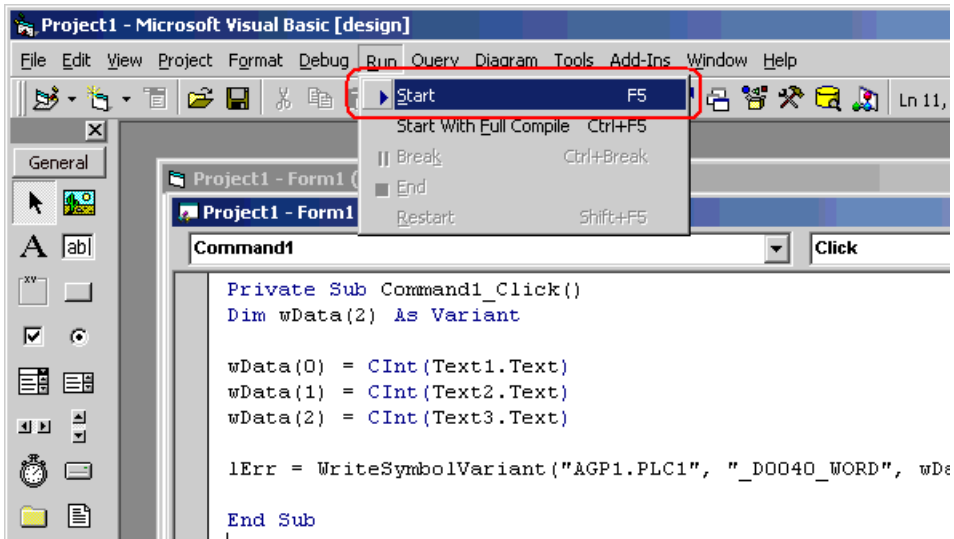 Project1 - Microsoft Visual Basic [design]
File Edit View Project Format Debug Run Query Diagram Tools Add-Ins Window Help
Ln 11,
Start F5
Start With Full Compile Ctrl+F5
Break Ctrl+Break
End
Restart Shift+F5
General
A
abl
XY
Project1 - Form1 (
Project1 - Form1
Command1 Click
Private Sub Command1_Click()
Dim wData(2) As Variant
wData(0) = CInt(Text1.Text)
wData(1) = CInt(Text2.Text)
wData(2) = CInt(Text3.Text)
lErr = WriteSymbolVariant("AGP1.PLC1", "_D0040_WORD", wDa
End Sub